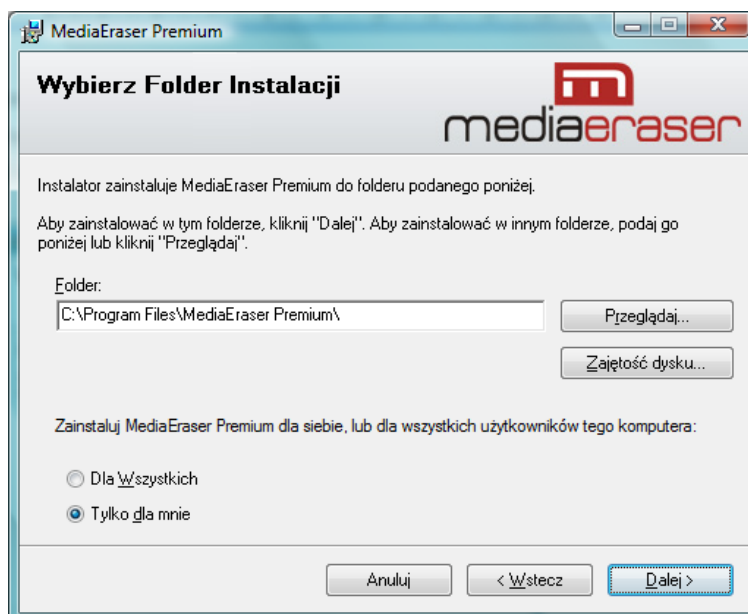 MediaEraser Premium
Wybierz Folder Instalacji
mediaeraser
Instalator zainstaluje MediaEraser Premium do folderu podanego poniżej.
Aby zainstalować w tym folderze, kliknij "Dalej". Aby zainstalować w innym folderze, podaj go
poniżej lub kliknij "Przeglądaj".
Folder:
C:\Program Files\MediaEraser Premium\
Przeglądaj...
Zajętość dysku...
Zainstaluj MediaEraser Premium dla siebie, lub dla wszystkich użytkowników tego komputera:
Dla Wszystkich
Tylko dla mnie
Anuluj
< Wstecz
Dalej >